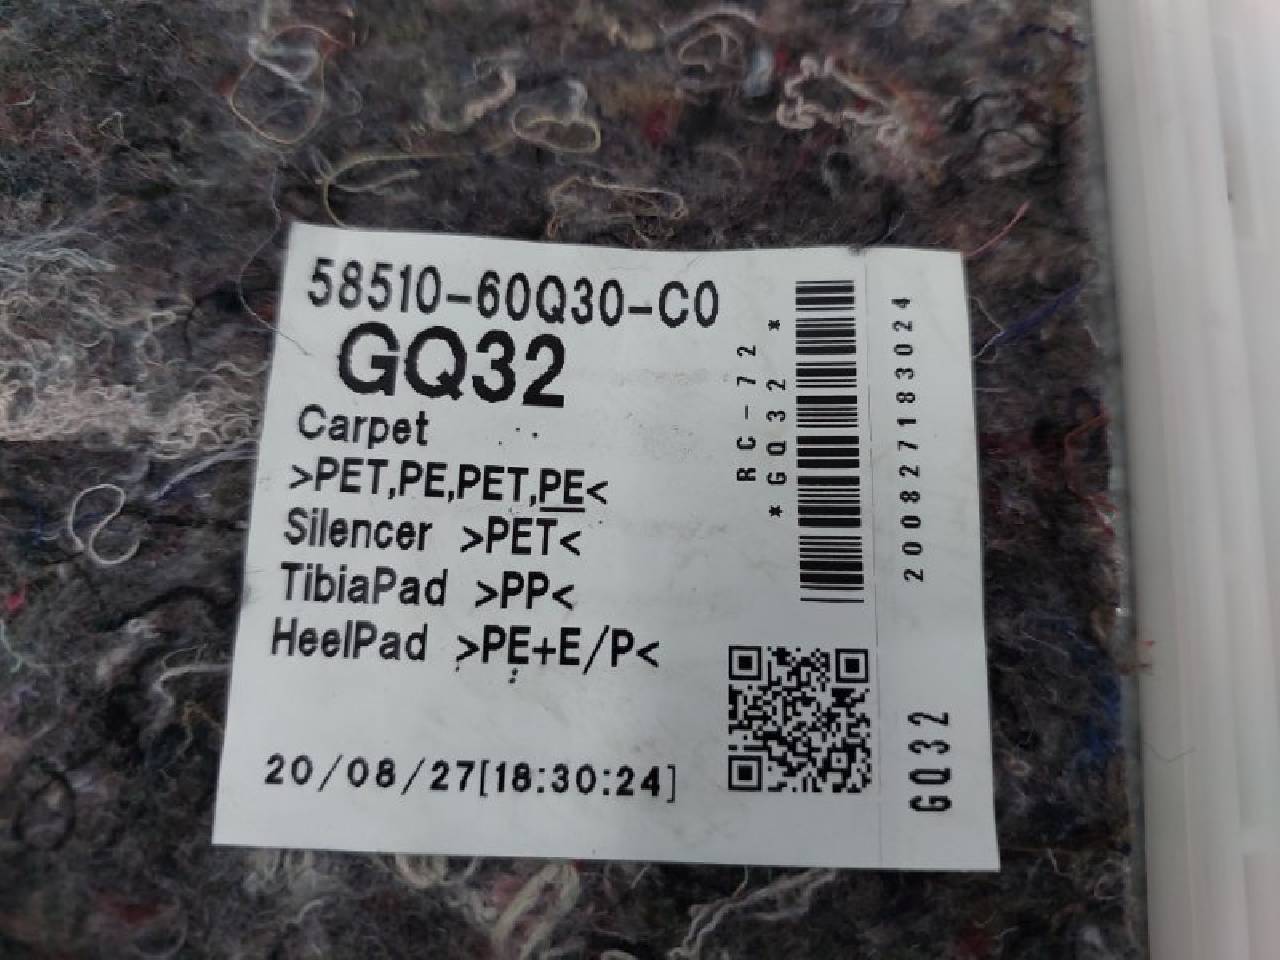 58510-60Q30-C0
GQ32
Carpet
>PET,PE,PET,PE<
Silencer >PET<
TibiaPad >PP<
HeelPad >PE+E/P<
20/08/27[18:30:24]
RC-72
*GQ32*
200827183024
GQ32